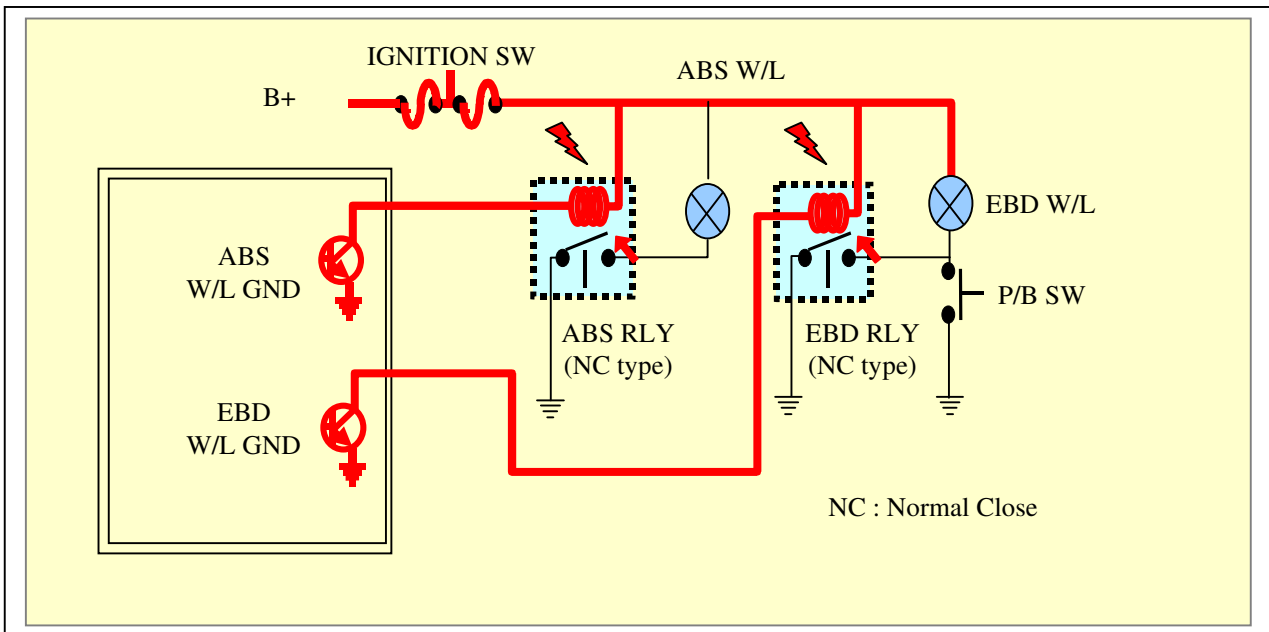 IGNITION SW
ABS W/L
B+
EBD W/L
ABS
W/L GND
P/B SW
ABS RLY
(NC type)
EBD RLY
(NC type)
EBD
W/L GND
NC : Normal Close